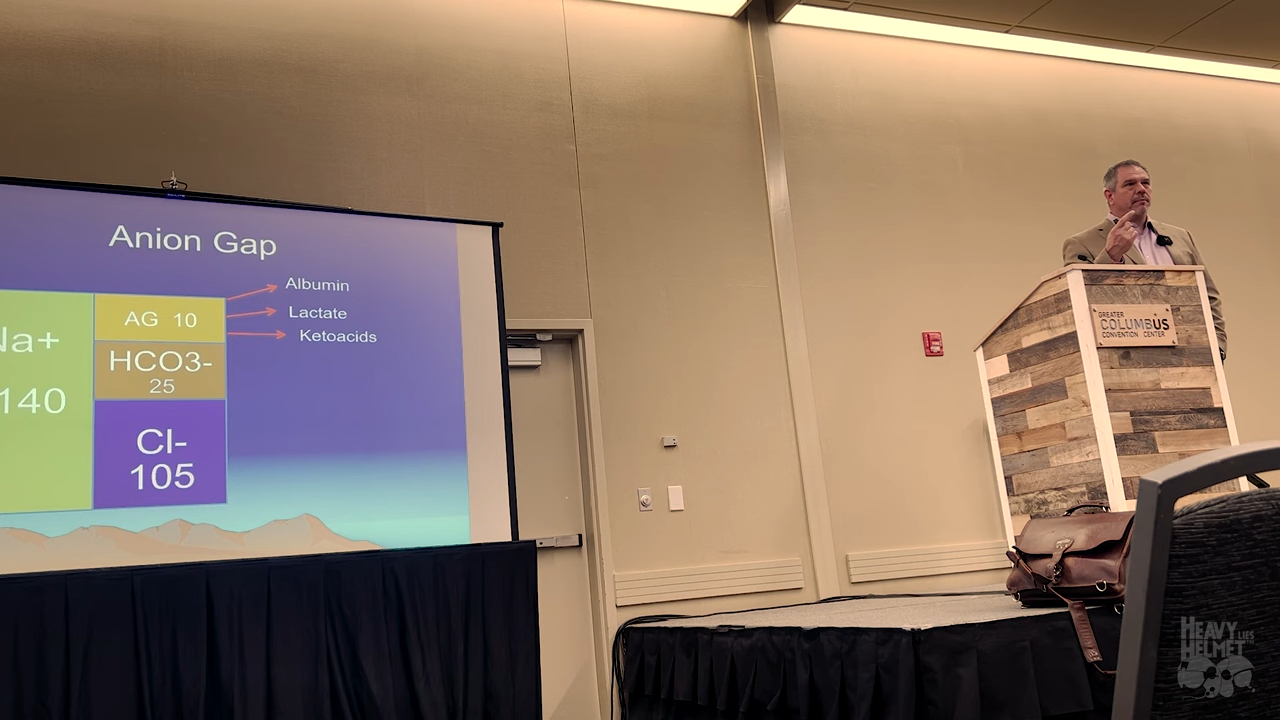 Anion Gap
Albumin
Lactate
Ketoacids
Na+
140
AG 10
HCO3-
25
Cl-
105
GREATER
COLUMBUS
CONVENTION CENTER
HEAVY LIES
THE
HELMET